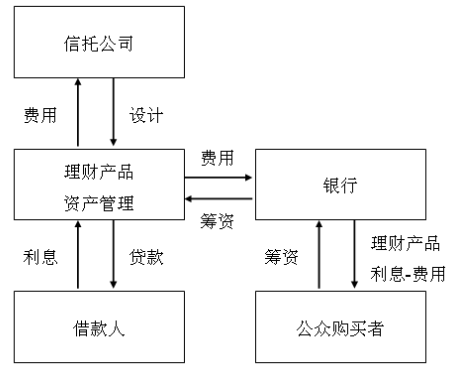 信托公司
费用
设计
理财产品
资产管理
费用
筹资
银行
利息
贷款
筹资
理财产品
利息-费用
借款人
公众购买者